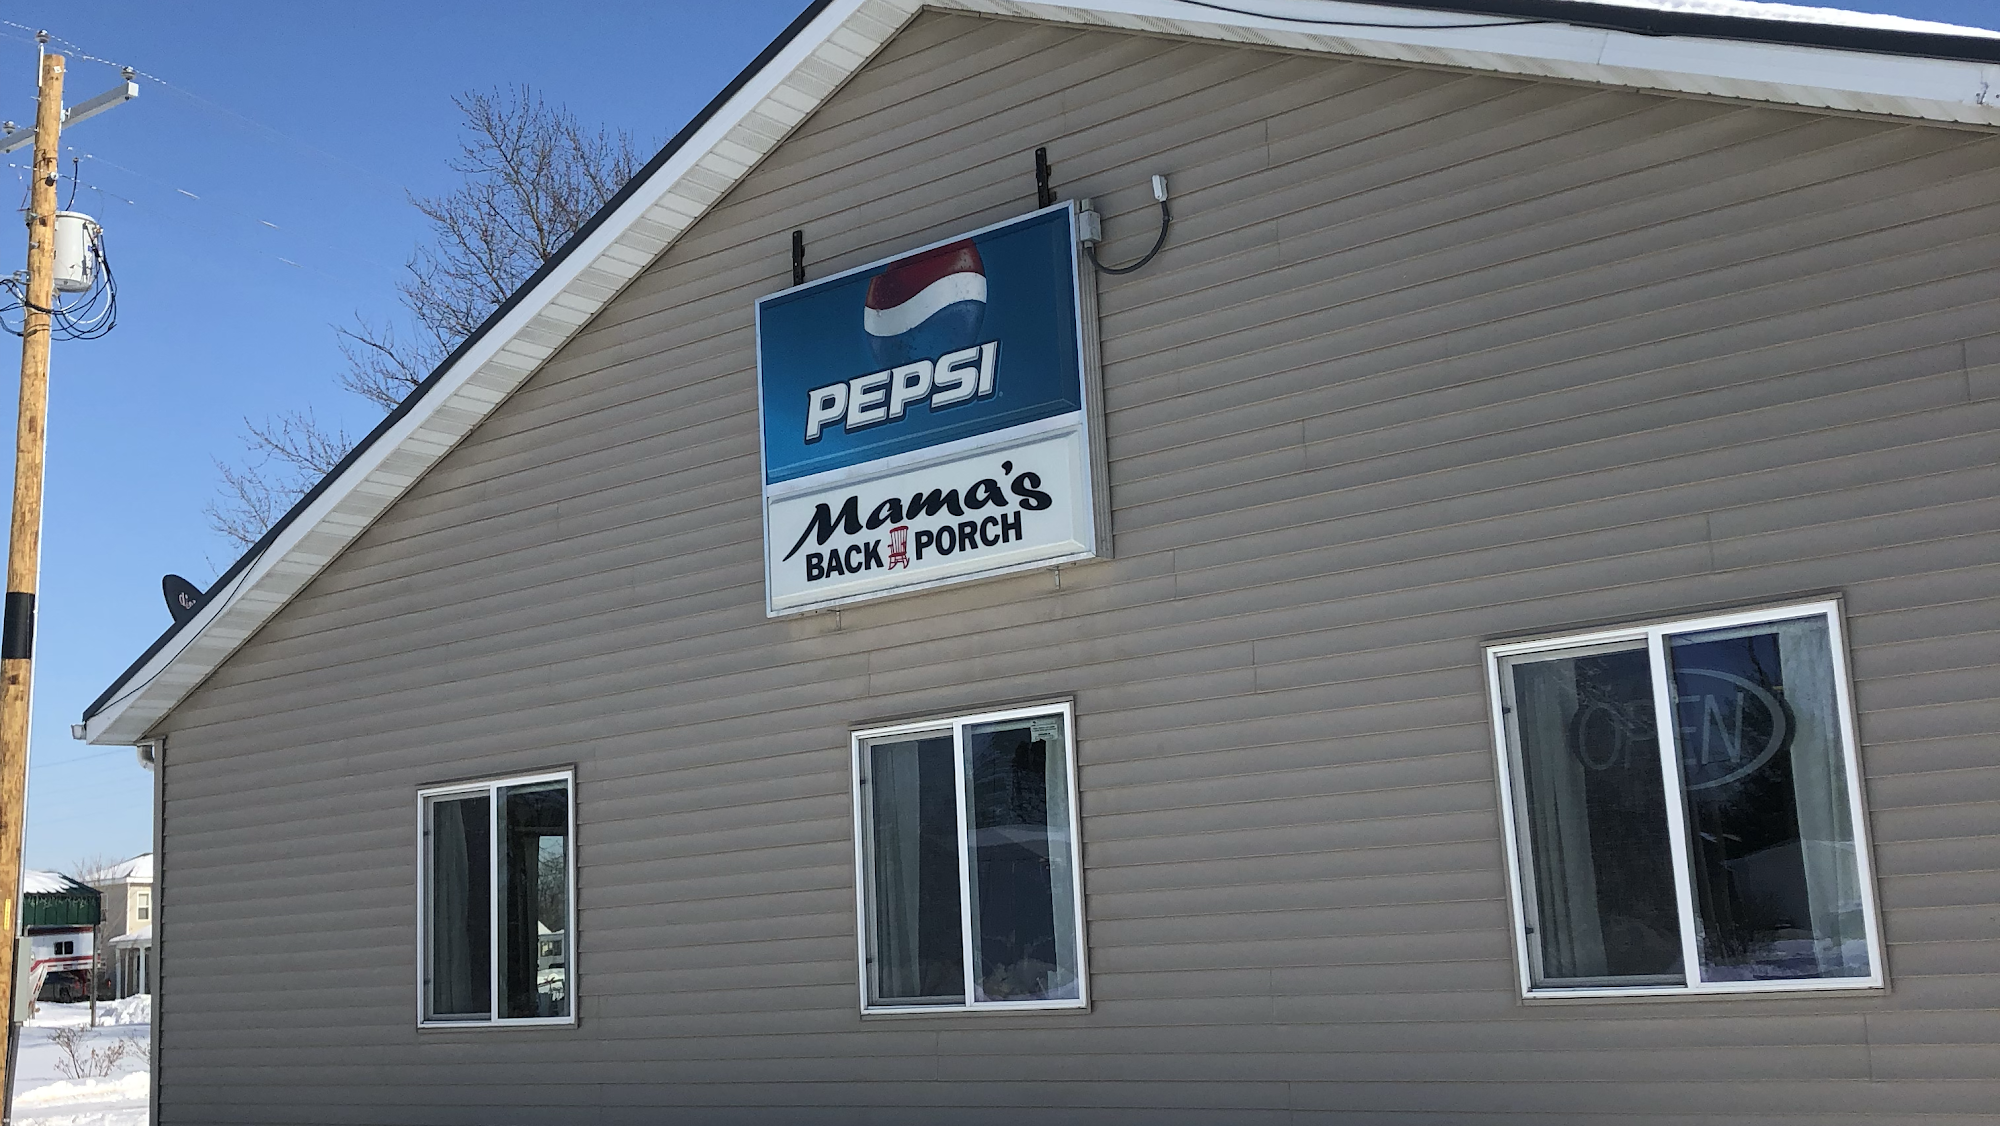 PEPSI
Mama's
BACK PORCH
OPEN